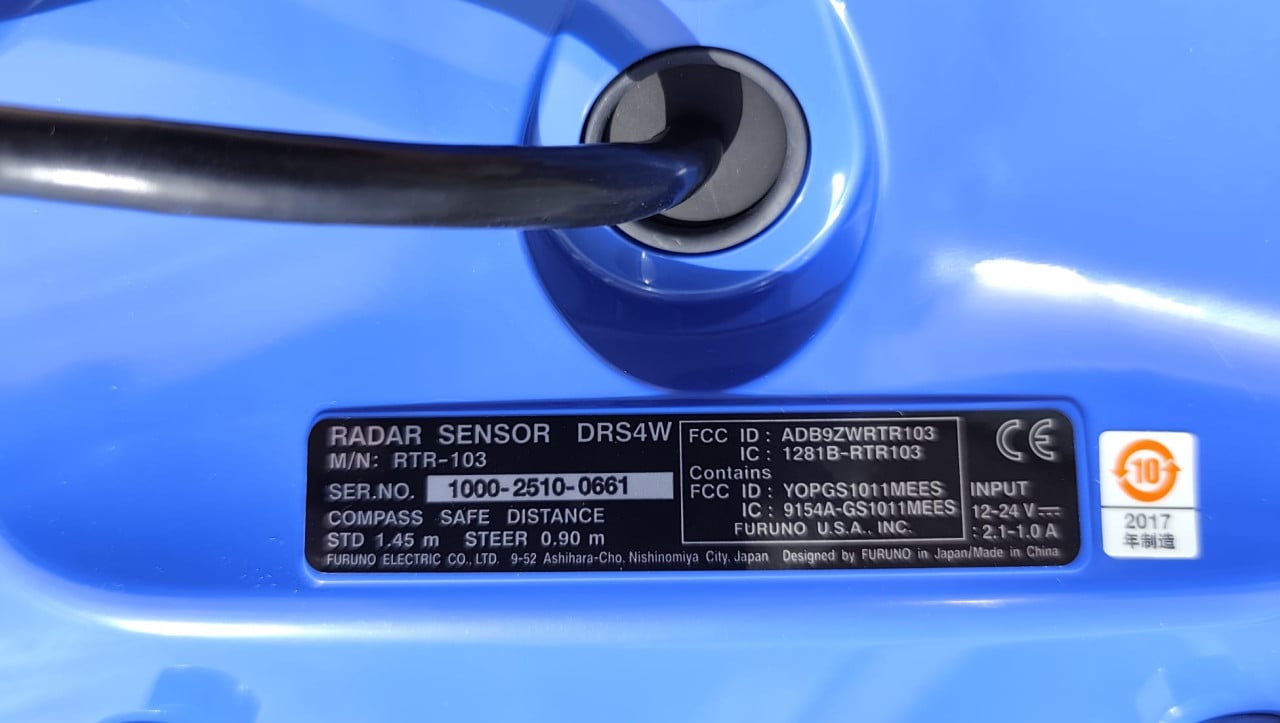 RADAR SENSOR DRS4W
M/N: RTR-103
SER.NO. 1000-2510-0661
COMPASS SAFE DISTANCE
STD 1.45 m STEER 0.90 m
FCC ID : ADB9ZWRTR103
IC : 1281B-RTR103
Contains
FCC ID : YOPGS1011MEES
IC : 9154A-GS1011MEES
FURUNO U.S.A., INC.
CE
INPUT
12-24 V⎓
: 2.1-1.0 A
FURUNO ELECTRIC CO., LTD. 9-52 Ashihara-Cho, Nishinomiya City, Japan Designed by FURUNO in Japan/Made in China
10
2017
年制造